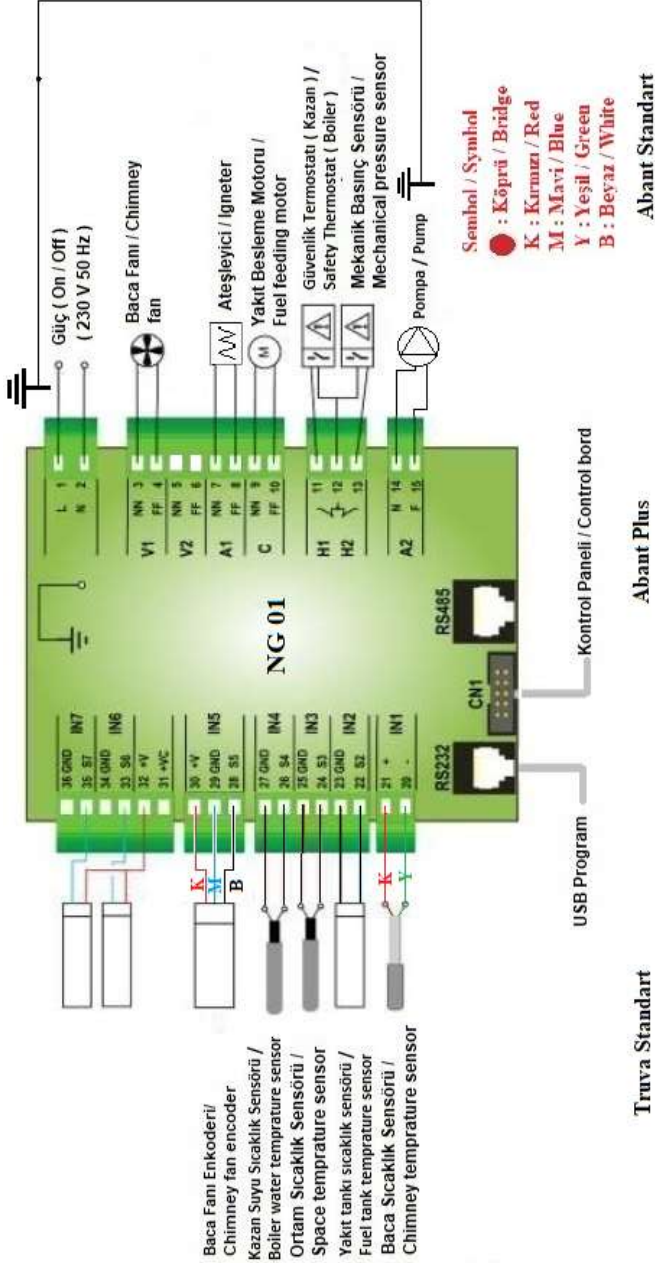 Güç ( On / Off )
( 230 V 50 Hz )
Baca Fanı / Chimney
fan
Ateşleyici / Igneter
Yakıt Besleme Motoru /
Fuel feeding motor
Güvenlik Termostatı ( Kazan ) /
Safety Thermostat ( Boiler )
Mekanik Basınç Sensörü /
Mechanical pressure sensor
Pompa / Pump
L 1
N 2
V1
NN 3
FF 4
V2
NN 5
FF 6
A1
NN 7
FF 8
C
NN 9
FF 10
H1
H2
11
12
13
A2
N 14
F 15
NG 01
IN7
36 GND
35 S7
IN6
34 GND
33 S6
32 +V
31 +VC
IN5
30 +V
29 GND
28 S5
IN4
27 GND
26 S4
IN3
25 GND
24 S3
IN2
23 GND
22 S2
IN1
21 +
20 -
K
M
B
K
Y
M
RS232
CN1
RS485
USB Program
Kontrol Paneli / Control bord
Baca Fanı Enkoderi/
Chimney fan encoder
Kazan Suyu Sıcaklık Sensörü /
Boiler water temprature sensor
Ortam Sıcaklık Sensörü /
Space temprature sensor
Yakıt tankı sıcaklık sensörü /
Fuel tank temprature sensor
Baca Sıcaklık Sensörü /
Chimney temprature sensor
Sembol / Symbol
: Köprü / Bridge
K : Kırmızı / Red
M : Mavi / Blue
Y : Yeşil / Green
B : Beyaz / White
Truva Standart
Abant Plus
Abant Standart